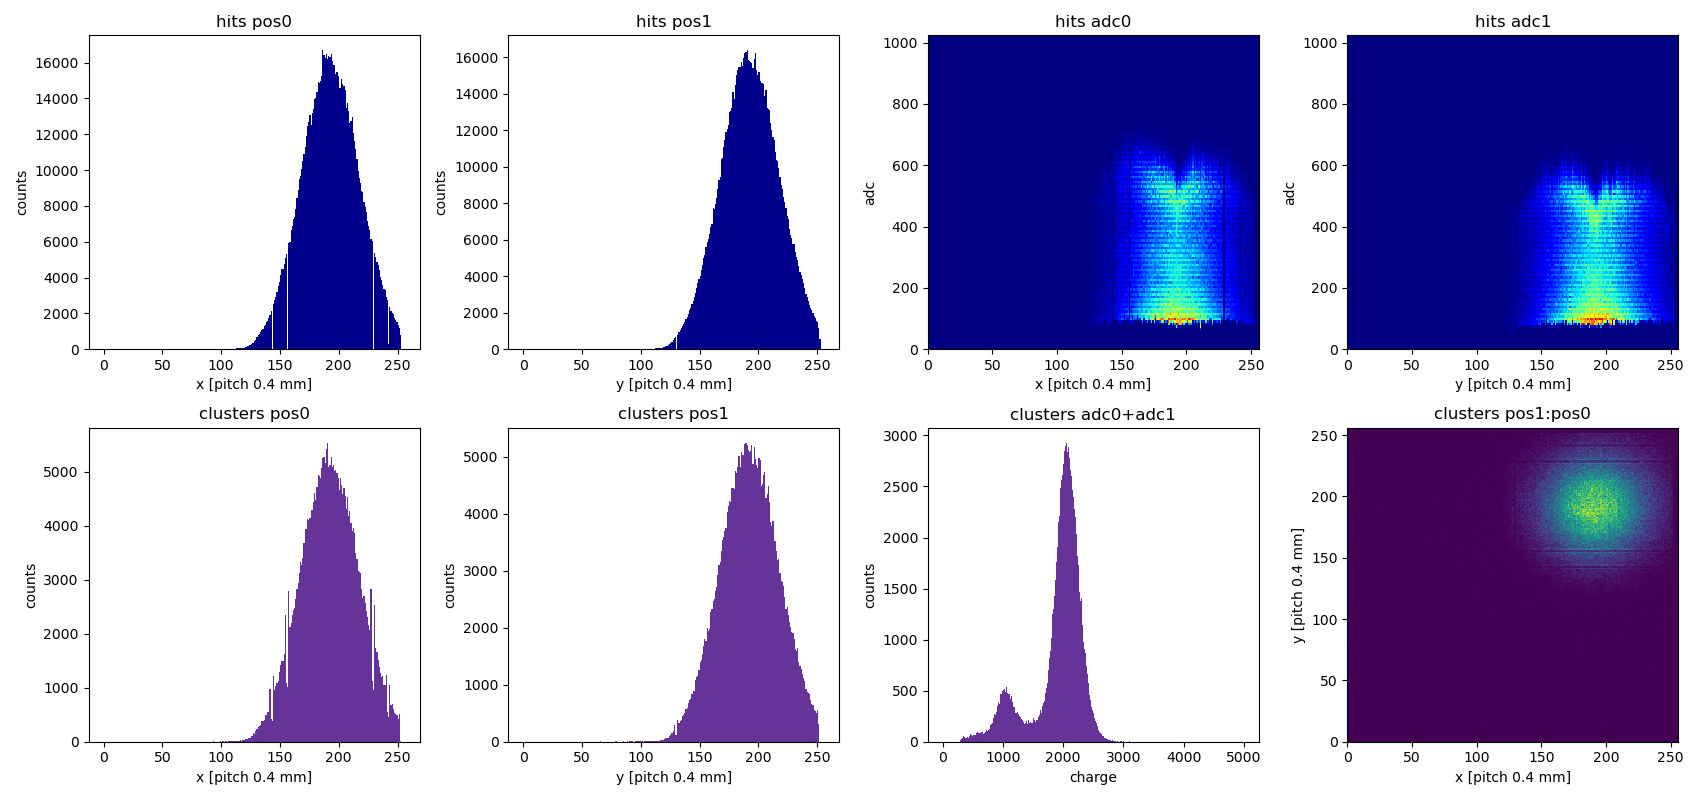 hits pos0
counts
16000
14000
12000
10000
8000
6000
4000
2000
0
0 50 100 150 200 250
x [pitch 0.4 mm]
hits pos1
counts
16000
14000
12000
10000
8000
6000
4000
2000
0
0 50 100 150 200 250
y [pitch 0.4 mm]
hits adc0
adc
1000
800
600
400
200
0
0 50 100 150 200 250
x [pitch 0.4 mm]
hits adc1
adc
1000
800
600
400
200
0
0 50 100 150 200 250
y [pitch 0.4 mm]
clusters pos0
counts
5000
4000
3000
2000
1000
0
0 50 100 150 200 250
x [pitch 0.4 mm]
clusters pos1
counts
5000
4000
3000
2000
1000
0
0 50 100 150 200 250
y [pitch 0.4 mm]
clusters adc0+adc1
counts
3000
2500
2000
1500
1000
500
0
0 1000 2000 3000 4000 5000
charge
clusters pos1:pos0
y [pitch 0.4 mm]
250
200
150
100
50
0
0 50 100 150 200 250
x [pitch 0.4 mm]